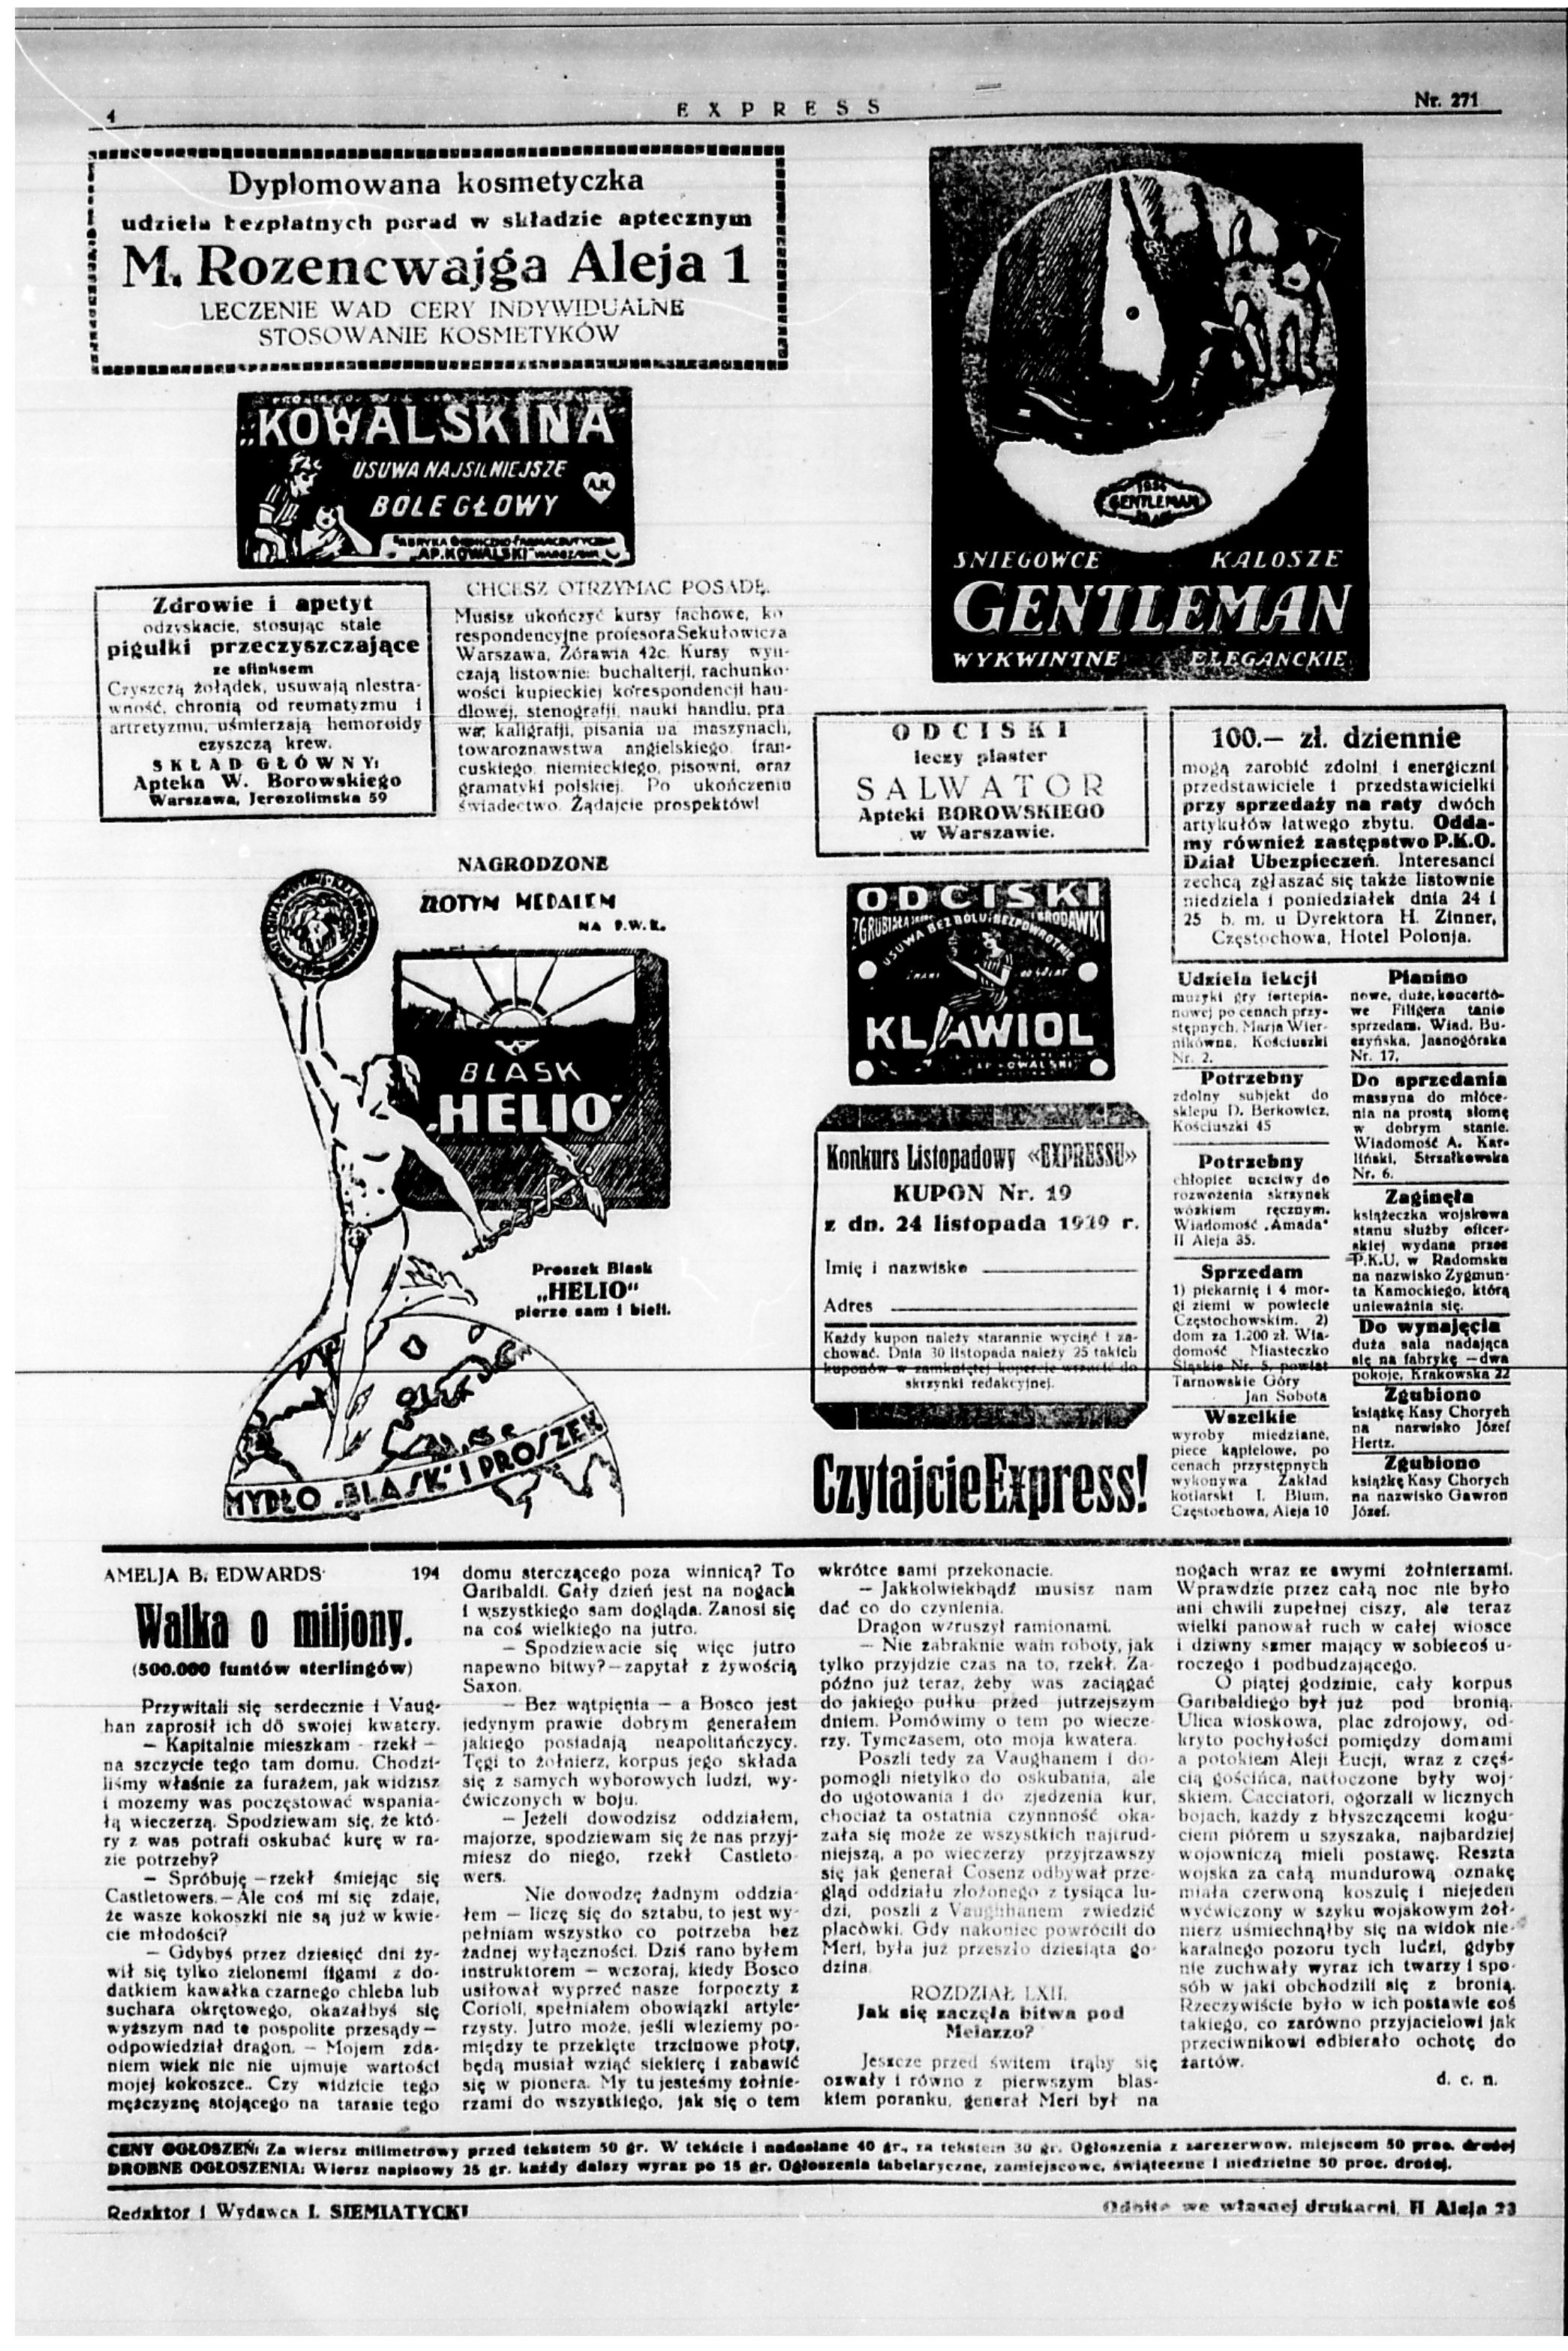 4
EXPRESS
Nr. 271
Dyplomowana kosmetyczka
udziela bezpłatnych porad w składzie aptecznym
M. Rozencwajga Aleja 1
LECZENIE WAD CERY INDYWIDUALNE
STOSOWANIE KOSMETYKÓW
„KOWALSKINA”
USUWA NAJSILNIEJSZE
BÓLE GŁOWY
A.K.
FABRYKA CHEMICZNO-FARMACEUTYCZNA
„AP. KOWALSKI” WARSZAWA
Zdrowie i apetyt
odzyskacie, stosując stale
pigułki przeczyszczające
ze sfinksem
Czyszczą żołądek, usuwają niestra-
wność, chronią od reumatyzmu i
artretyzmu, uśmierzają hemoroidy
czyszczą krew.
SKŁAD GŁÓWNY:
Apteka W. Borowskiego
Warszawa, Jerozolimska 59
CHCESZ OTRZYMAĆ POSADĘ.
Musisz ukończyć kursy fachowe, ko
respondencyjne profesora Sekułowicza
Warszawa, Żórawia 42c. Kursy wyu-
czają listownie: buchalterji, rachunko-
wości kupieckiej korespondencji han-
dlowej, stenografji, nauki handlu, pra
wa, kaligrafji, pisania na maszynach,
towaroznawstwa angielskiego fran-
cuskiego, niemieckiego, pisowni, oraz
gramatyki polskiej. Po ukończeniu
świadectwo. Żądajcie prospektów!
NAGRODZONE
ZŁOTYM MEDALEM
NA P.W.K.
BLASK
„HELIO”
Proszek Blask
„HELIO”
pierze sam i bieli.
MYDŁO „BLASK” I PROSZEK
1934
GENTLEMAN
SNIEGOWCE KALOSZE
GENTLEMAN
WYKWINTNE ELEGANCKIE
ODCISKI
leczy plaster
SALWATOR
Apteki BOROWSKIEGO
w Warszawie.
ODCISKI
ZGRUBIAŁĄ BRODAWKI
USUWA BEZ BÓLU I BEZPOWROTNIE
KLAWIOL
AP. KOWALSKI
Konkurs Listopadowy «EXPRESSU»
KUPON Nr. 19
z dn. 24 listopada 1929 r.
Imię i nazwisko
Adres
Każdy kupon należy starannie wyciąć i za-
chować. Dnia 30 listopada należy 25 takich
kuponów w zamkniętej kopercie wrzucić do
skrzynki redakcyjnej.
Czytajcie Express!
100.— zł. dziennie
mogą zarobić zdolni i energiczni
przedstawiciele i przedstawicielki
przy sprzedaży na raty dwóch
artykułów łatwego zbytu. Odda-
my również zastępstwo P.K.O.
Dział Ubezpieczeń. Interesanci
zechcą zgłaszać się także listownie
niedziela i poniedziałek dnia 24 i
25 b. m. u Dyrektora H. Zinner,
Częstochowa, Hotel Polonja.
Udziela lekcji
muzyki gry fortepia-
nowej po cenach przy-
stępnych. Marja Wier-
nikówna, Kościuszki
Nr. 2.
Potrzebny
zdolny subjekt do
sklepu D. Berkowicz,
Kościuszki 45
Potrzebny
chłopiec uczciwy do
rozwożenia skrzynek
wózkiem ręcznym.
Wiadomość „Amada”
II Aleja 35.
Sprzedam
1) piekarnię i 4 mor-
gi ziemi w powiecie
Częstochowskim. 2)
dom za 1.200 zł. Wia-
domość Miasteczko
Śląskie Nr. 5, powiat
Tarnowskie Góry
Jan Sobota
Wszelkie
wyroby miedziane,
piece kąpielowe, po
cenach przystępnych
wykonywa Zakład
kotlarski I. Blum,
Częstochowa, Aleja 10
Pianino
nowe, duże, koncerto-
we Filigera tanio
sprzedam. Wiad. Bu-
czyńska, Jasnogórska
Nr. 17.
Do sprzedania
maszyna do młóce-
nia na prostą słomę
w dobrym stanie.
Wiadomość A. Kar-
liński, Strzałkowska
Nr. 6.
Zaginęła
książeczka wojskowa
stanu służby oficer-
skiej wydana przez
P.K.U. w Radomsku
na nazwisko Zygmun-
ta Kamockiego, którą
unieważnia się.
Do wynajęcia
duża sala nadająca
się na fabrykę — dwa
pokoje, Krakowska 22
Zgubiono
książkę Kasy Chorych
na nazwisko Józef
Hertz.
Zgubiono
książkę Kasy Chorych
na nazwisko Gawron
Józef.
AMELJA B. EDWARDS 194
Walka o miljony.
(500.000 funtów sterlingów)
Przywitali się serdecznie i Vaug-
han zaprosił ich do swojej kwatery.
— Kapitalnie mieszkam rzekł —
na szczycie tego tam domu. Chodzi-
liśmy właśnie za furażem, jak widzisz
i możemy was poczęstować wspania-
łą wieczerzą. Spodziewam się, że któ-
ry z was potrafi oskubać kurę w ra-
zie potrzeby?
— Spróbuję — rzekł śmiejąc się
Castletowers. — Ale coś mi się zdaje,
że wasze kokoszki nie są już w kwie-
cie młodości?
— Gdybyś przez dziesięć dni ży-
wił się tylko zielonemi figami z do-
datkiem kawałka czarnego chleba lub
suchara okrętowego, okazałbyś się
wyższym nad te pospolite przesądy —
odpowiedział dragon. — Mojem zda-
niem wiek nic nie ujmuje wartości
mojej kokoszce.. Czy widzicie tego
mężczyznę stojącego na tarasie tego
domu sterczącego poza winnicą? To
Garibaldi. Cały dzień jest na nogach
i wszystkiego sam dogląda. Zanosi się
na coś wielkiego na jutro.
— Spodziewacie się więc jutro
napewno bitwy? — zapytał z żywością
Saxon.
— Bez wątpienia — a Bosco jest
jedynym prawie dobrym generałem
jakiego posiadają neapolitańczycy.
Tęgi to żołnierz, korpus jego składa
się z samych wyborowych ludzi, wy-
ćwiczonych w boju.
— Jeżeli dowodzisz oddziałem,
majorze, spodziewam się że nas przyj-
miesz do niego, rzekł Castleto-
wers.
Nie dowodzę żadnym oddzia-
łem — liczę się do sztabu, to jest wy-
pełniam wszystko co potrzeba bez
żadnej wyłączności. Dziś rano byłem
instruktorem — wczoraj, kiedy Bosco
usiłował wyprzeć nasze forpoczty z
Corioli, spełniałem obowiązki artyle-
rzysty. Jutro może, jeśli wleziemy po-
między te przeklęte trzcinowe płoty,
będą musiał wziąć siekierę i zabawić
się w pionera. My tu jesteśmy żołnie-
rzami do wszystkiego, jak się o tem
wkrótce sami przekonacie.
— Jakkolwiekbądź musisz nam
dać co do czynienia.
Dragon wzruszył ramionami.
— Nie zabraknie wam roboty, jak
tylko przyjdzie czas na to, rzekł. Za-
późno już teraz, żeby was zaciągać
do jakiego pułku przed jutrzejszym
dniem. Pomówimy o tem po wiecze-
rzy. Tymczasem, oto moja kwatera.
Poszli tedy za Vaughanem i do-
pomogli nietylko do oskubania, ale
do ugotowania i do zjedzenia kur,
chociaż ta ostatnia czynnność oka-
zała się może ze wszystkich najtrud-
niejszą, a po wieczerzy przyjrzawszy
się jak generał Cosenz odbywał prze-
gląd oddziału złożonego z tysiąca lu-
dzi, poszli z Vaughhanem zwiedzić
placówki. Gdy nakoniec powrócili do
Meri, była już przeszło dziesiąta go-
dzina
ROZDZIAŁ LXII.
Jak się zaczęła bitwa pod
Melazzo?
Jeszcze przed świtem trąby się
ozwały i równo z pierwszym blas-
kiem poranku, generał Meri był na
nogach wraz ze swymi żołnierzami.
Wprawdzie przez całą noc nie było
ani chwili zupełnej ciszy, ale teraz
wielki panował ruch w całej wiosce
i dziwny szmer mający w sobie coś u-
roczego i podbudzającego.
O piątej godzinie, cały korpus
Garibaldiego był już pod bronią.
Ulica wioskowa, plac zdrojowy, od-
kryto pochyłości pomiędzy domami
a potokiem Aleji Łucji, wraz z częś-
cią gościńca, natłoczone były woj-
skiem. Cacciatori, ogorzali w licznych
bojach, każdy z błyszczącemi kogu-
ciem piórem u szyszaka, najbardziej
wojowniczą mieli postawę. Reszta
wojska za całą mundurową oznakę
miała czerwoną koszulę i niejeden
wyćwiczony w szyku wojskowym żoł-
nierz uśmiechnąłby się na widok nie-
karalnego pozoru tych ludzi, gdyby
nie zuchwały wyraz ich twarzy i spo-
sób w jaki obchodzili się z bronią.
Rzeczywiście było w ich postawie coś
takiego, co zarówno przyjacielowi jak
przeciwnikowi odbierało ochotę do
żartów.
d. c. n.
CENY OGŁOSZEŃ: Za wiersz milimetrowy przed tekstem 50 gr. W tekście i nadesłane 40 gr., za tekstem 30 gr. Ogłoszenia z zarezerwow. miejscem 50 proc. drożej
DROBNE OGŁOSZENIA: Wiersz napisowy 25 gr. każdy dalszy wyraz po 15 gr. Ogłoszenia tabelaryczne, zamiejscowe, świąteczne i niedzielne 50 proc. drożej.
Redaktor i Wydawca I. SIEMIATYCKI
Odbito we własnej drukarni, II Aleja 23